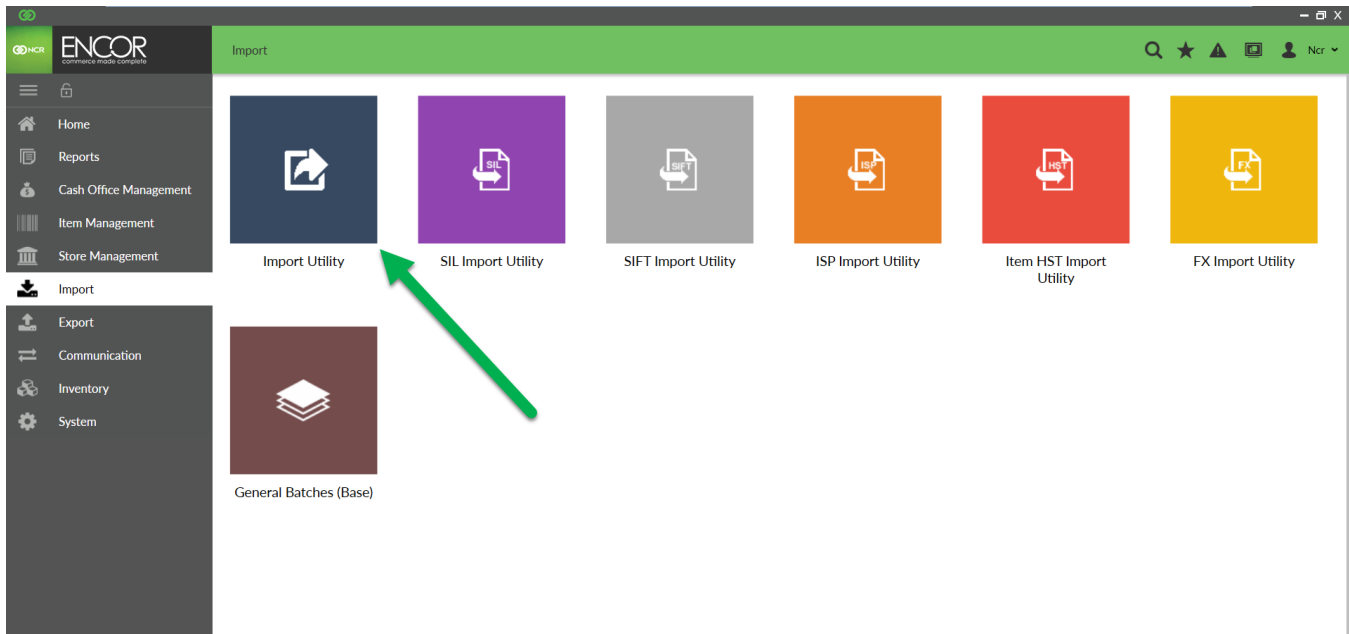 NCR
ENCOR
commerce made complete
Import
Ncr
Home
Reports
Cash Office Management
Item Management
Store Management
Import
Export
Communication
Inventory
System
SIL
SIFT
ISP
HST
FX
Import Utility
SIL Import Utility
SIFT Import Utility
ISP Import Utility
Item HST Import
Utility
FX Import Utility
General Batches (Base)